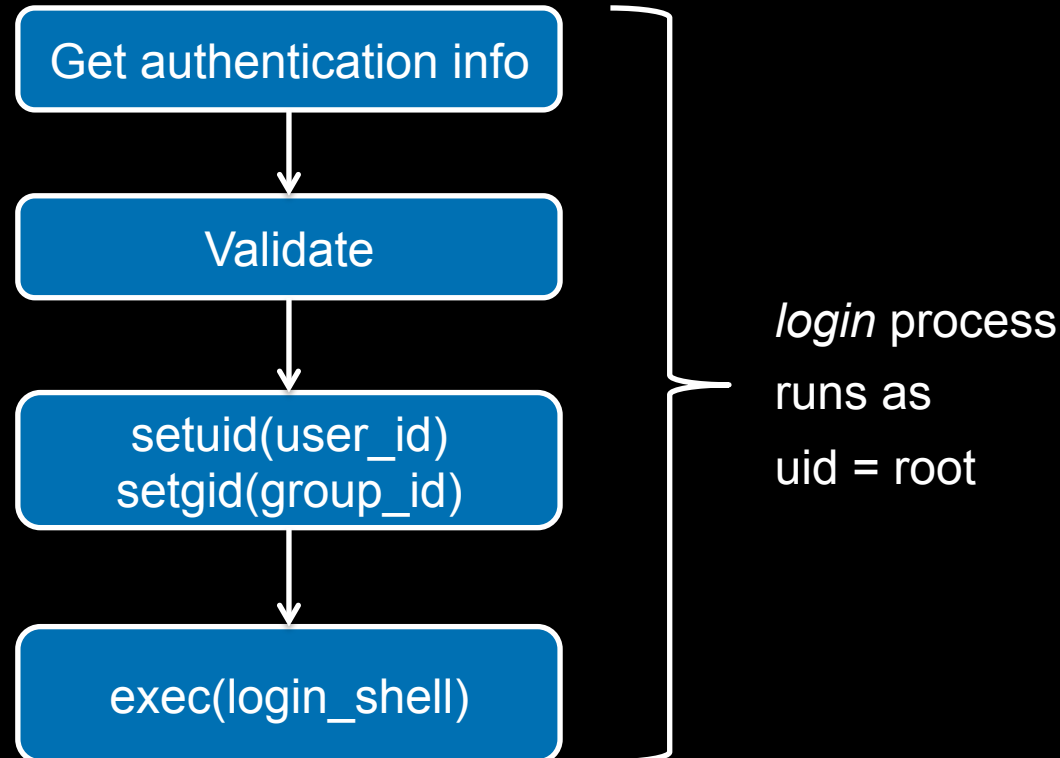 Get authentication info
Validate
setuid(user_id)
setgid(group_id)
exec(login_shell)
login process
runs as
uid = root